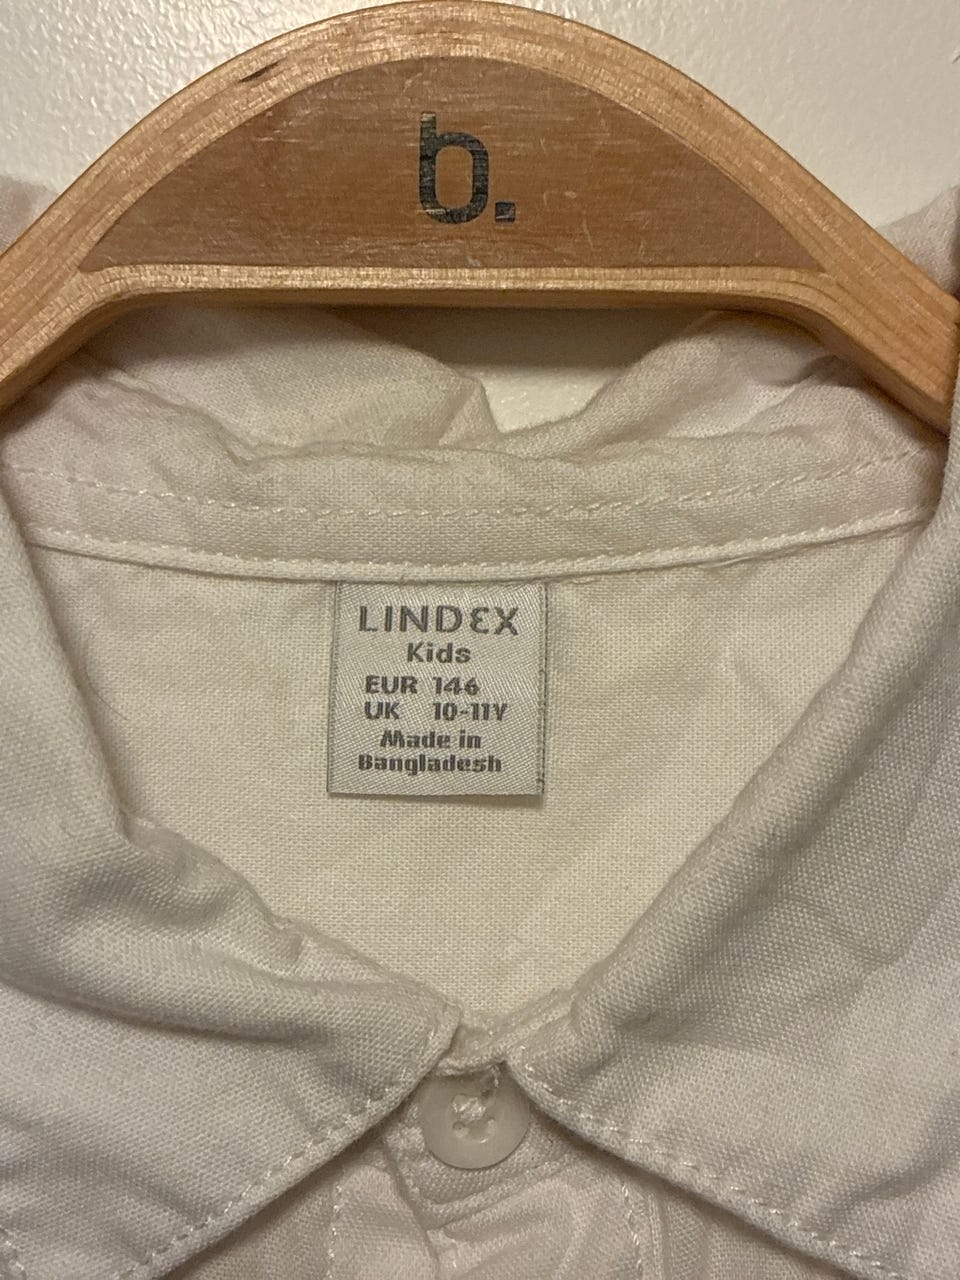 b.
LINDEX
Kids
EUR 146
UK 10-11Y
Made in
Bangladesh